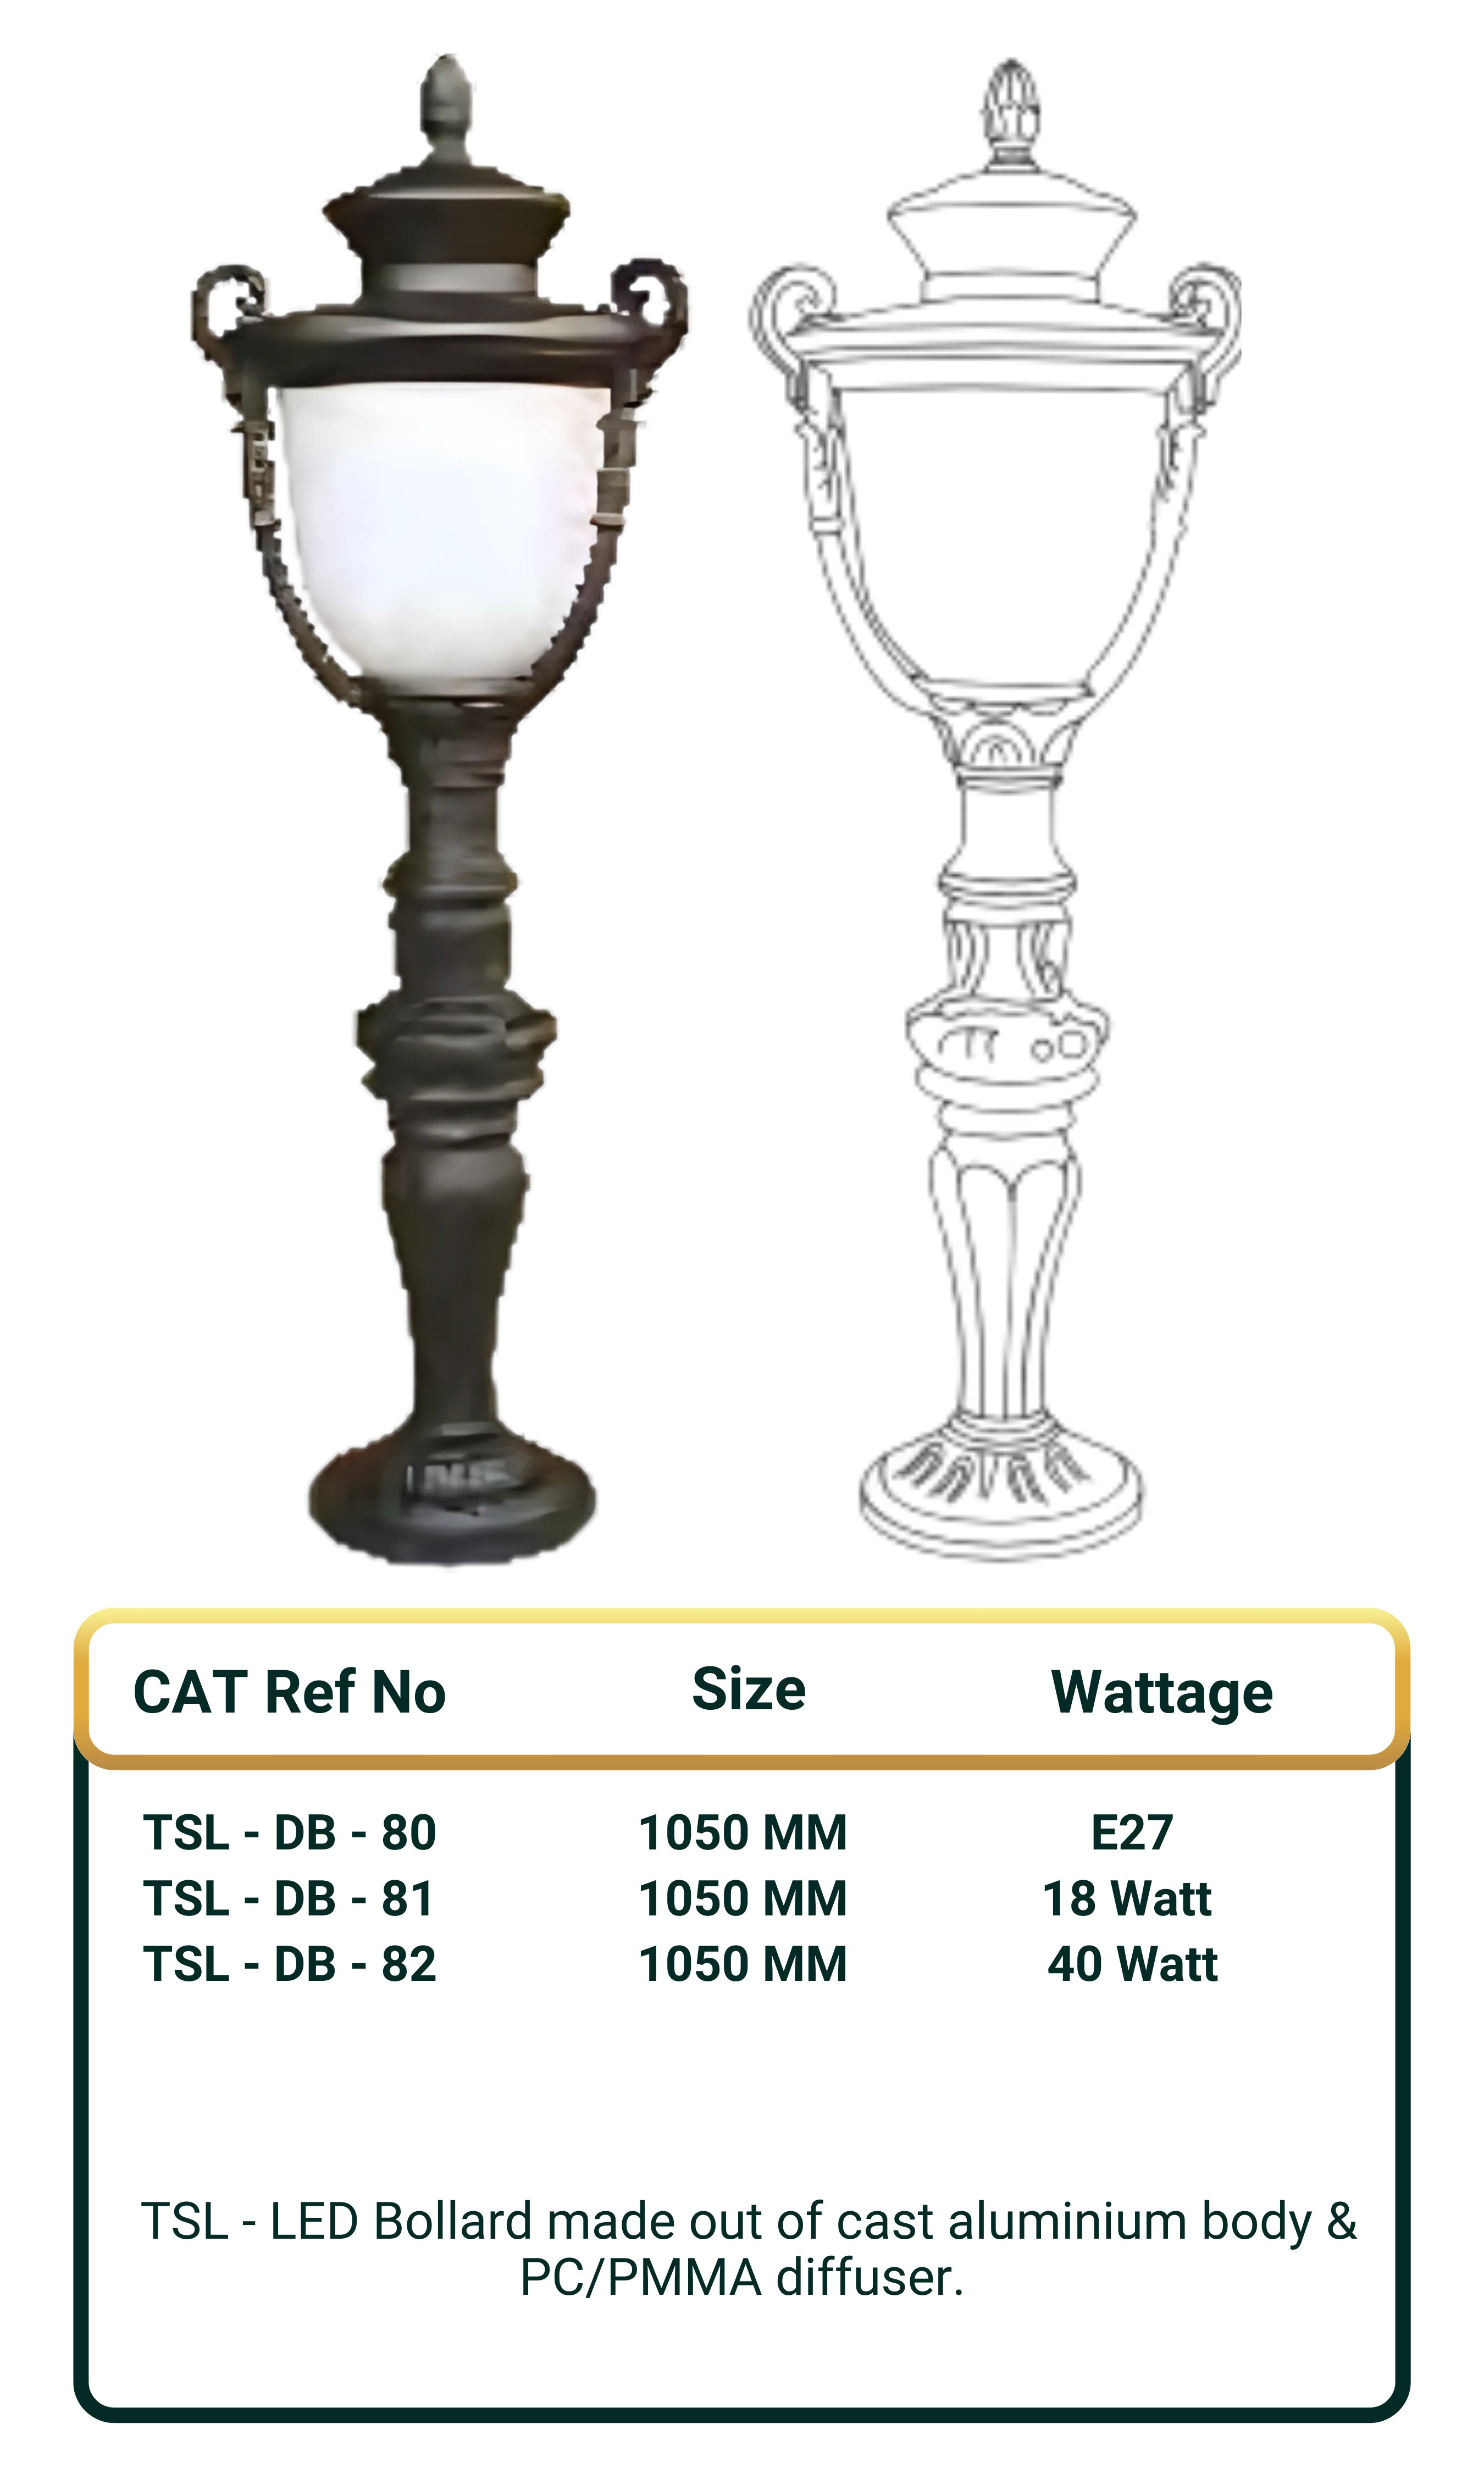 CAT Ref No Size Wattage
TSL - DB - 80 1050 MM E27
TSL - DB - 81 1050 MM 18 Watt
TSL - DB - 82 1050 MM 40 Watt
TSL - LED Bollard made out of cast aluminium body &
PC/PMMA diffuser.